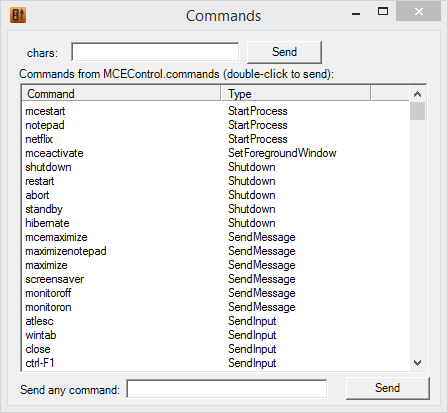 Commands
chars: Send
Commands from MCEControl.commands (double-click to send):
Command Type
mcestart StartProcess
notepad StartProcess
netflix StartProcess
mceactivate SetForegroundWindow
shutdown Shutdown
restart Shutdown
abort Shutdown
standby Shutdown
hibernate Shutdown
mcemaximize SendMessage
maximizenotepad SendMessage
maximize SendMessage
screensaver SendMessage
monitoroff SendMessage
monitoron SendMessage
atlesc SendInput
wintab SendInput
close SendInput
ctrl-F1 SendInput
Send any command: Send